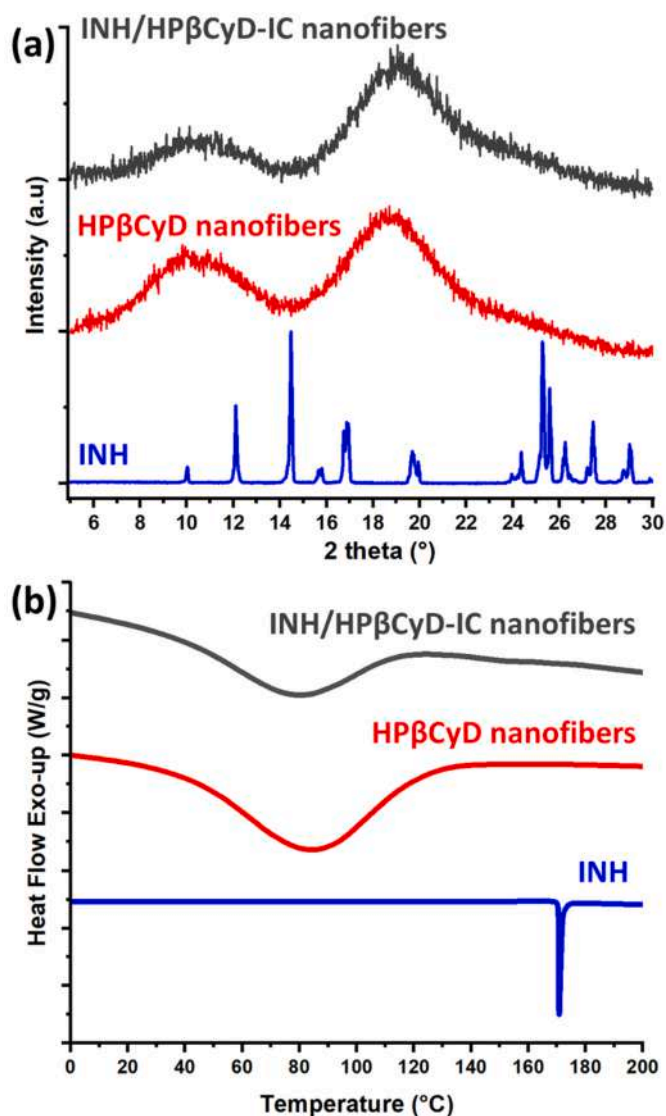 (a)
INH/HPβCyD-IC nanofibers
HPβCyD nanofibers
INH
Intensity (a.u)
6 8 10 12 14 16 18 20 22 24 26 28 30
2 theta (°)
(b)
INH/HPβCyD-IC nanofibers
HPβCyD nanofibers
INH
Heat Flow Exo-up (W/g)
0 20 40 60 80 100 120 140 160 180 200
Temperature (°C)